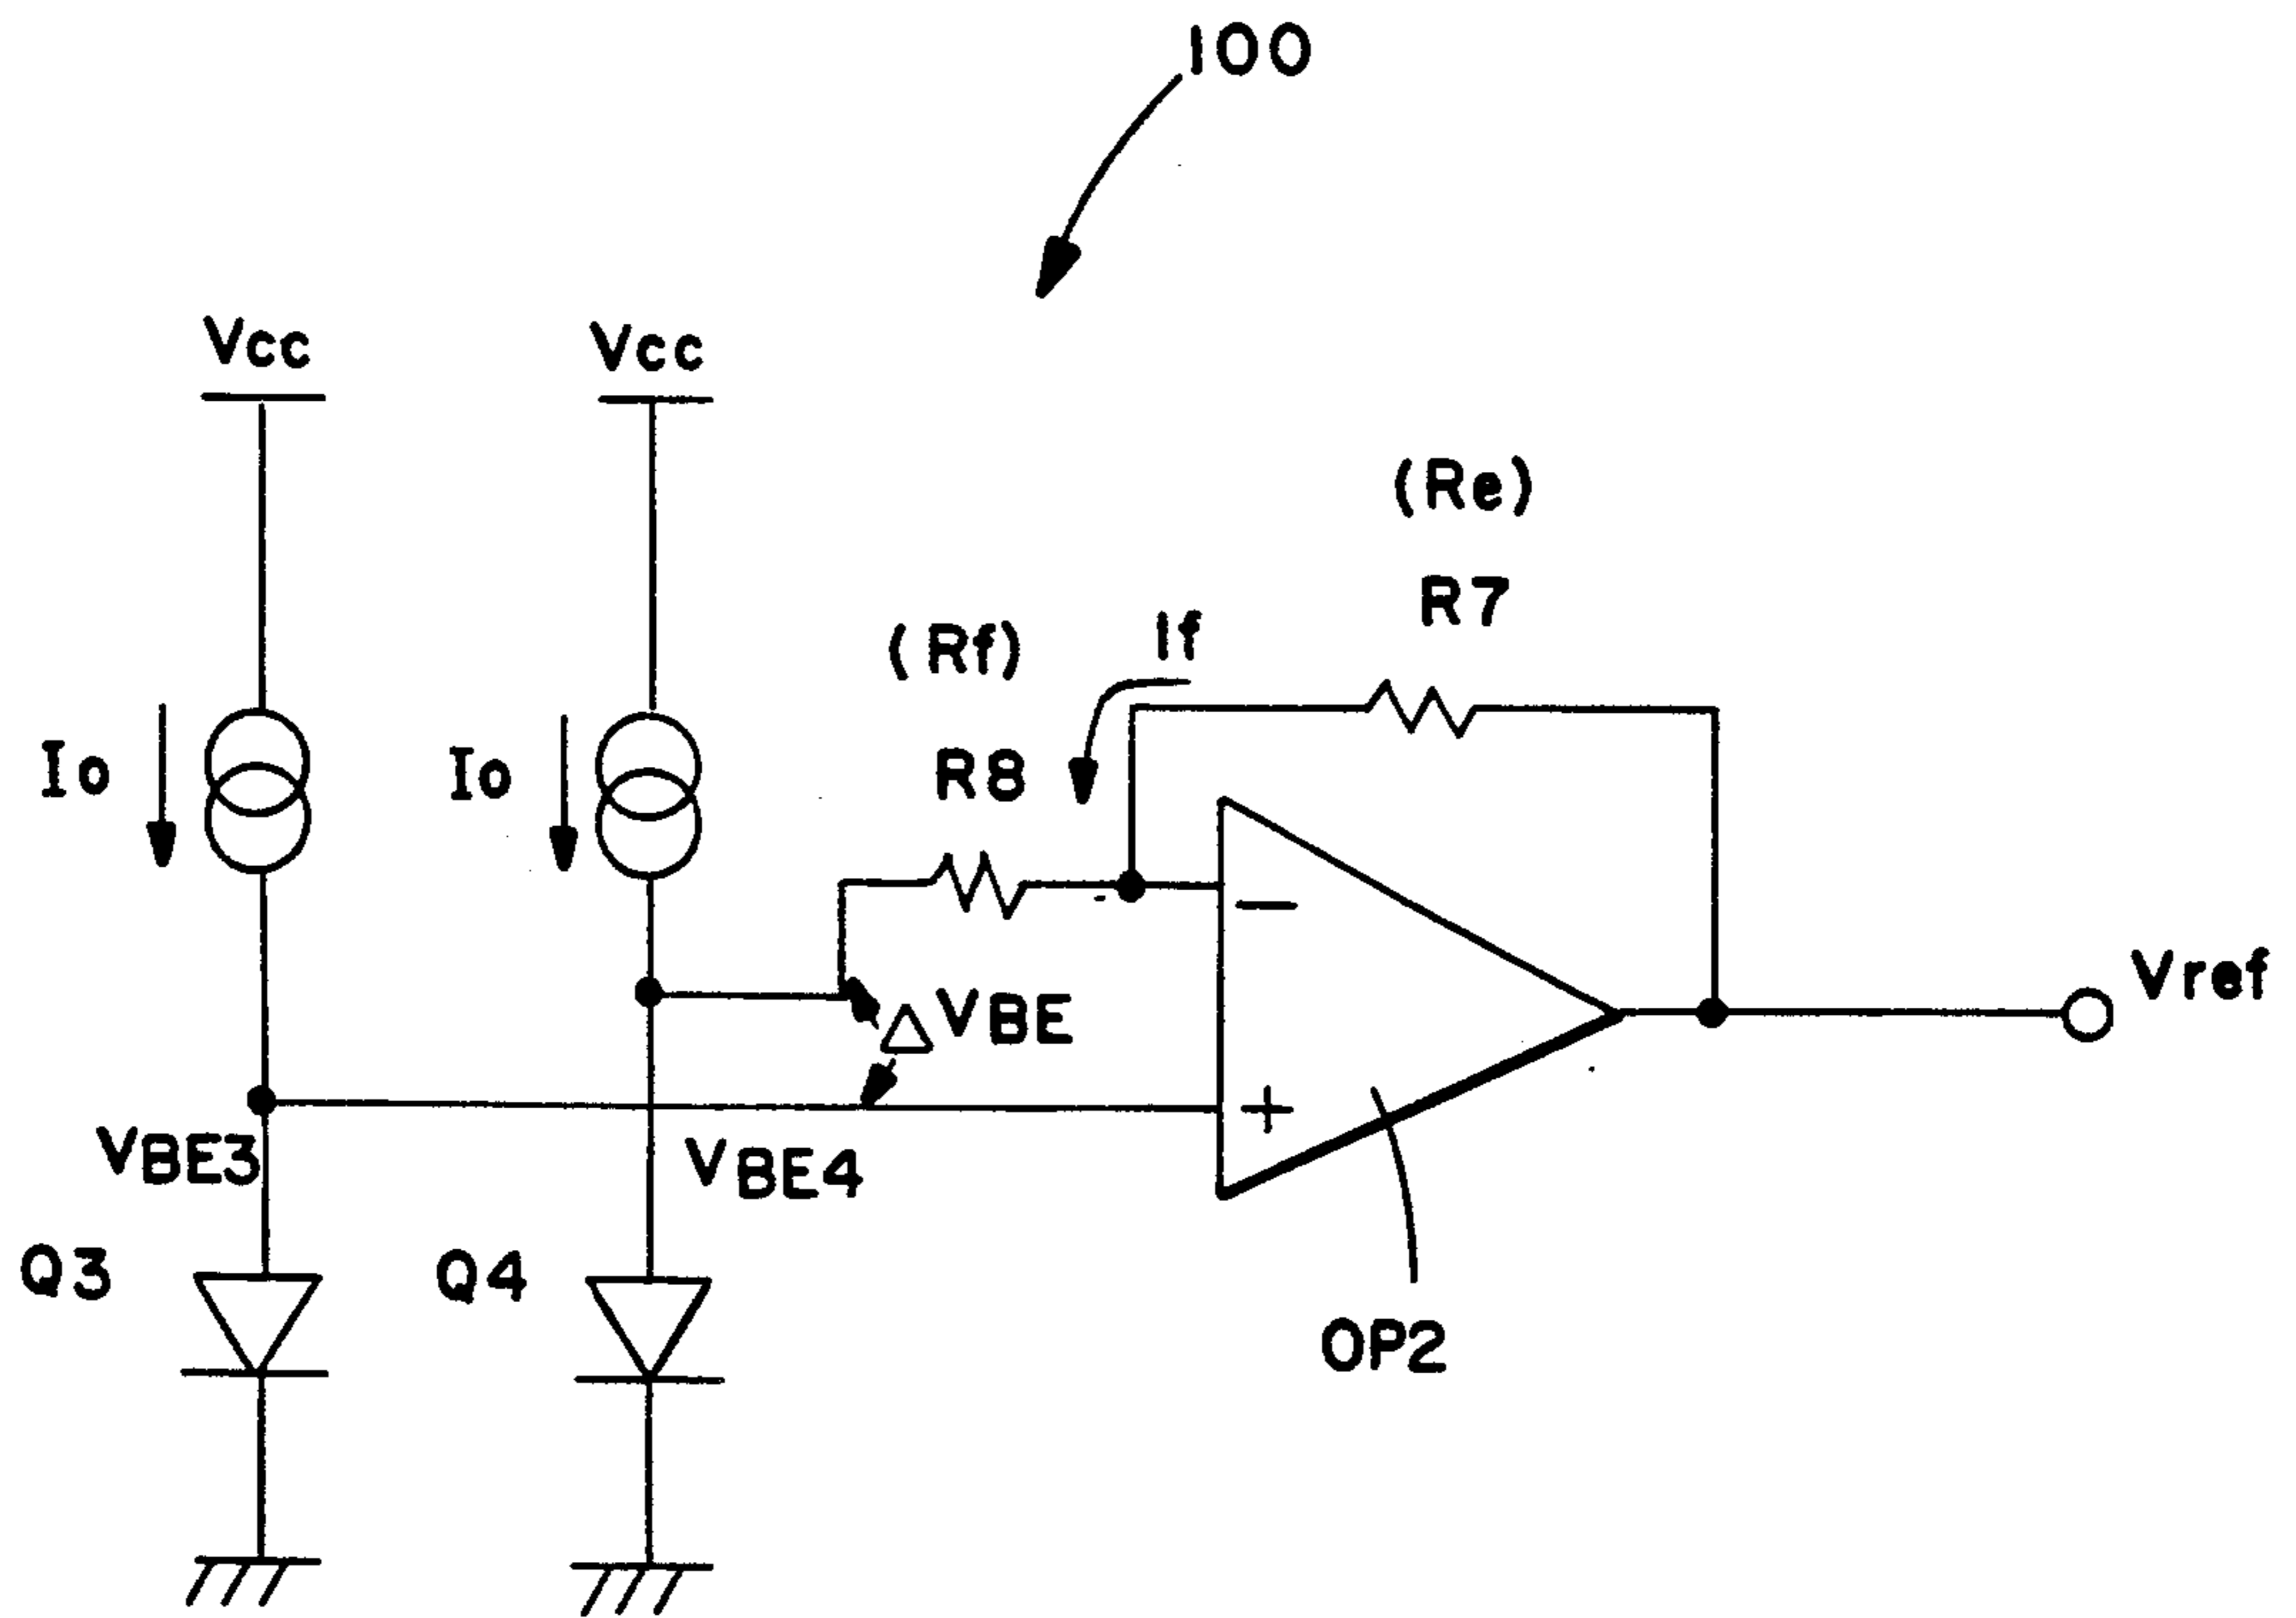 100
Vcc
Vcc
(Re)
R7
(Rf)
If
R8
Io
Io
−
Vref
ΔVBE
+
VBE3
VBE4
Q3
Q4
OP2